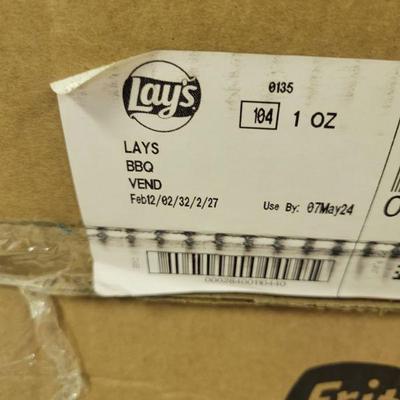 Lay's
0135
104 1 OZ
LAYS
BBQ
VEND
Feb12/02/32/2/27 Use By: 07May24